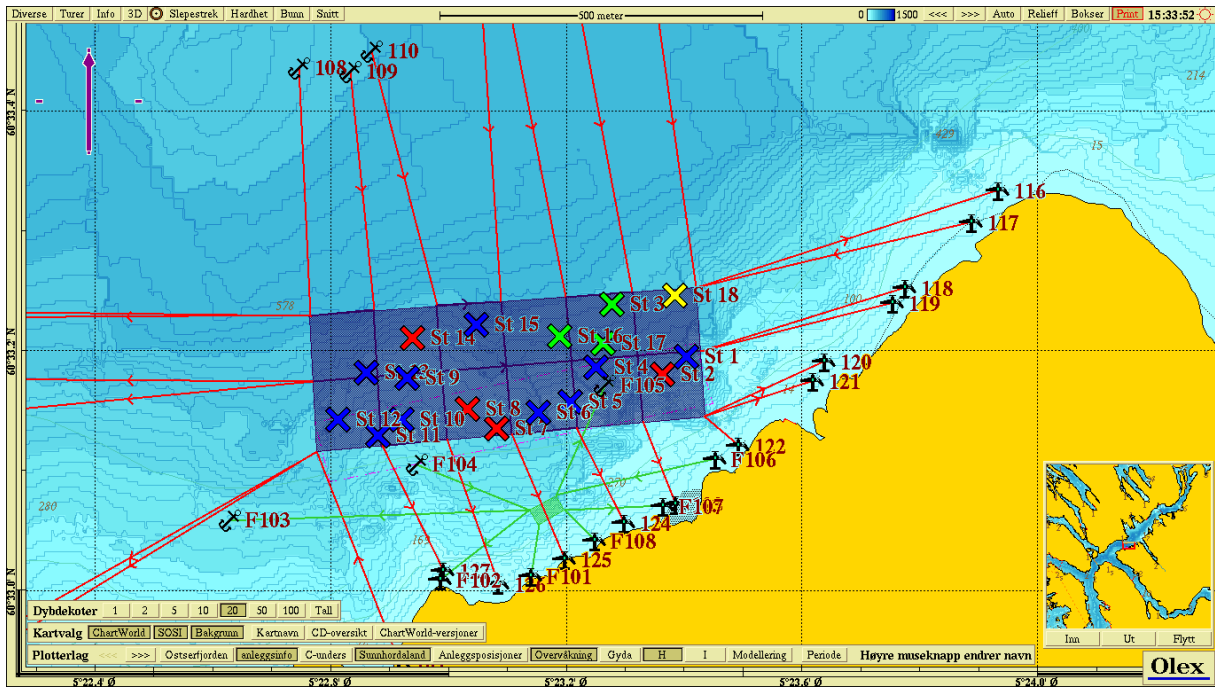 Diverse Turer Info 3D Slepestrek Hardhet Bunn Snitt 500 meter 0 1500 <<< >>> Auto Relieff Bokser Print 15:33:52
110
108 109
60°33.4'
214
429
15
116
117
578
118
119
100
St 18
St 3
St 15
St 14
St 16
St 17
60°33.2'
St 1
St 4
St 2
St 9
F105
120
121
St 5
St 8
St 6
St 7
St 12
St 10
St 11
122
F104
F106
270
280
F103
F107
124
169
F108
125
127
F102
F101
126
60°33.0'
Dybdekoter 1 2 5 10 20 50 100 Tall
Kartvalg ChartWorld SOSI Bakgrunn Kartnavn CD-oversikt ChartWorld-versjoner
Plotterlag <<< >>> Ostserfjorden anleggsinfo C-unders Sunnhordaland Anleggsposisjoner Overvåkning Gyda H I Modellering Periode Høyre museknapp endrer navn
Inn Ut Flytt
Olex
5°22.4' Ø 5°22.8' Ø 5°23.2' Ø 5°23.6' Ø 5°24.0' Ø